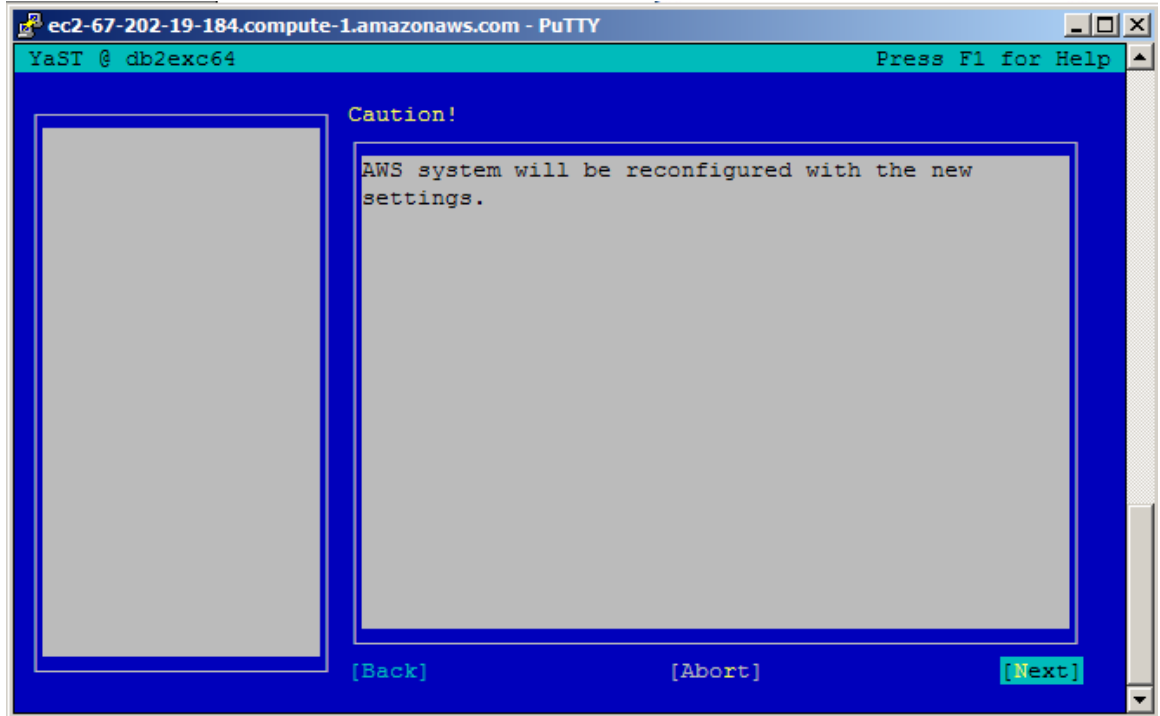 ec2-67-202-19-184.compute-1.amazonaws.com - PuTTY
YaST @ db2exc64 Press F1 for Help
Caution!
AWS system will be reconfigured with the new
settings.
[Back] [Abort] [Next]